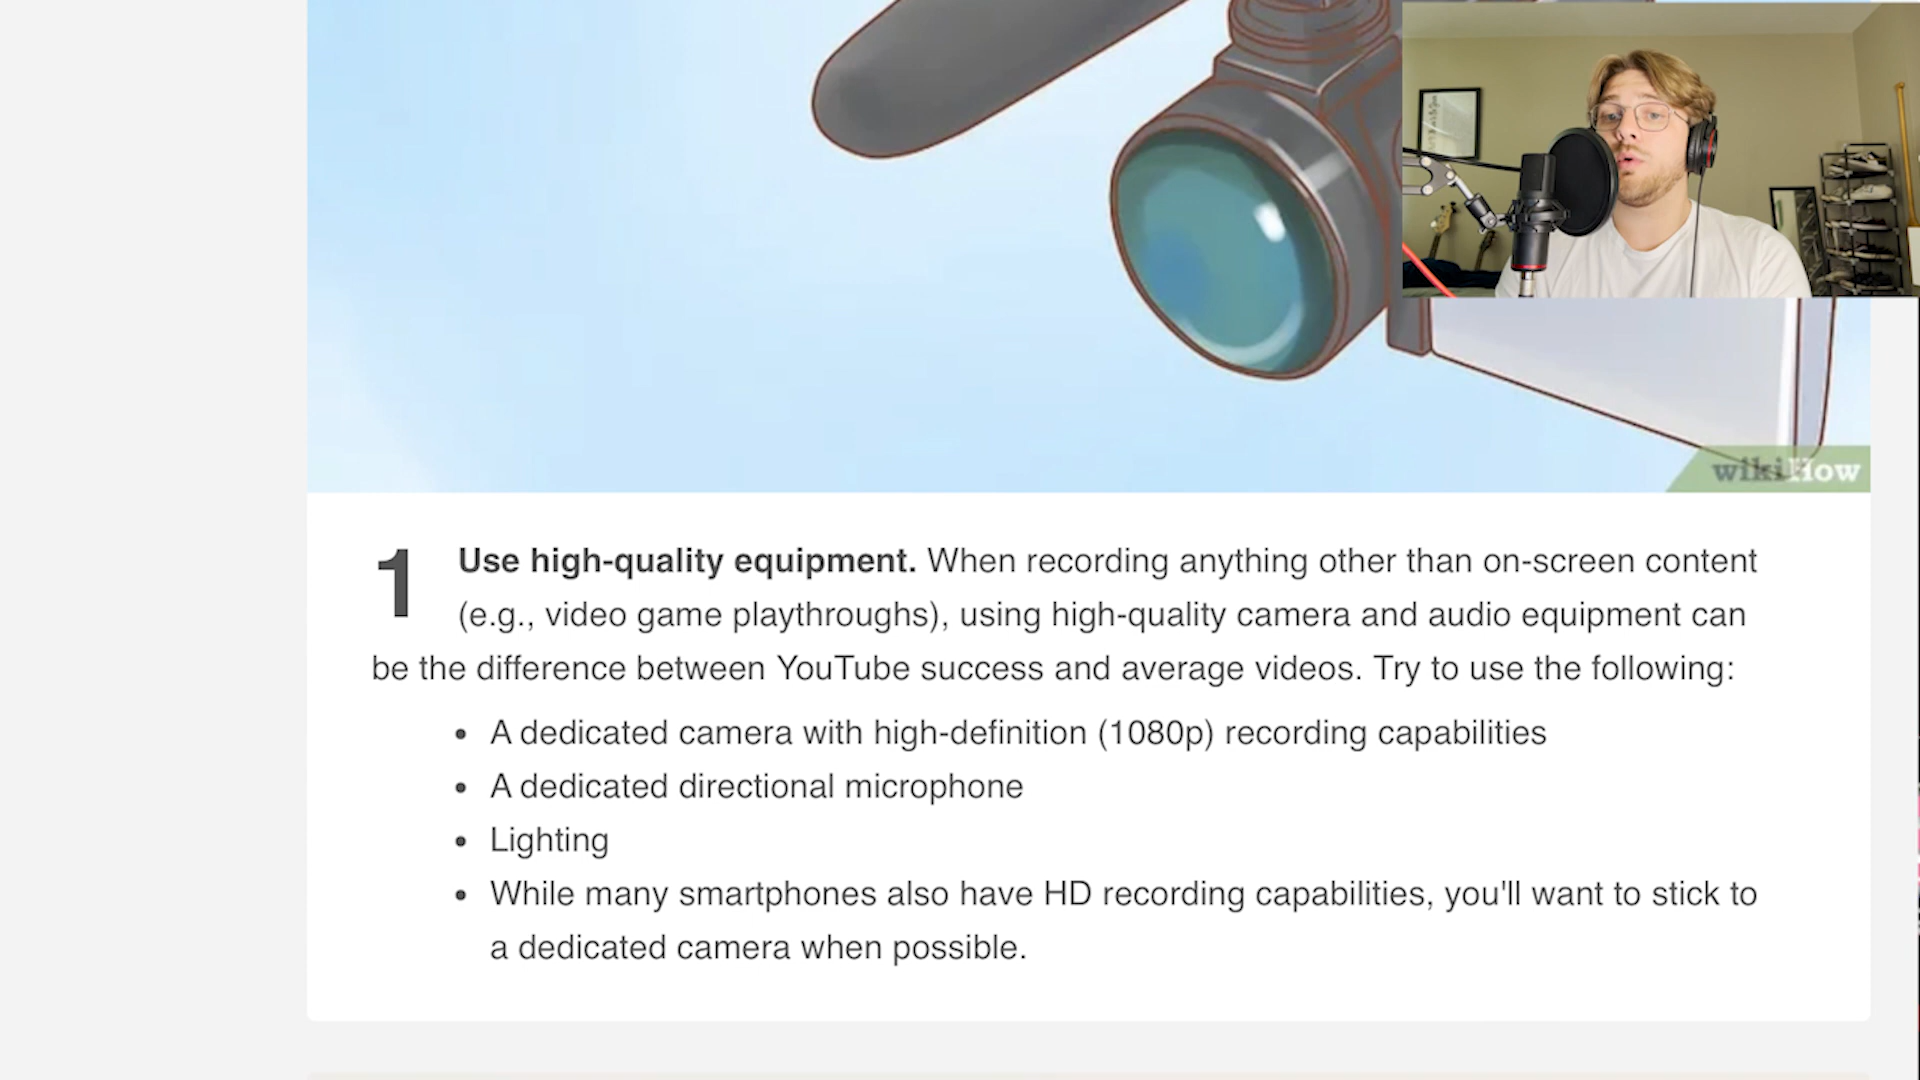 wikiHow
1 Use high-quality equipment. When recording anything other than on-screen content
(e.g., video game playthroughs), using high-quality camera and audio equipment can
be the difference between YouTube success and average videos. Try to use the following:
• A dedicated camera with high-definition (1080p) recording capabilities
• A dedicated directional microphone
• Lighting
• While many smartphones also have HD recording capabilities, you'll want to stick to
a dedicated camera when possible.